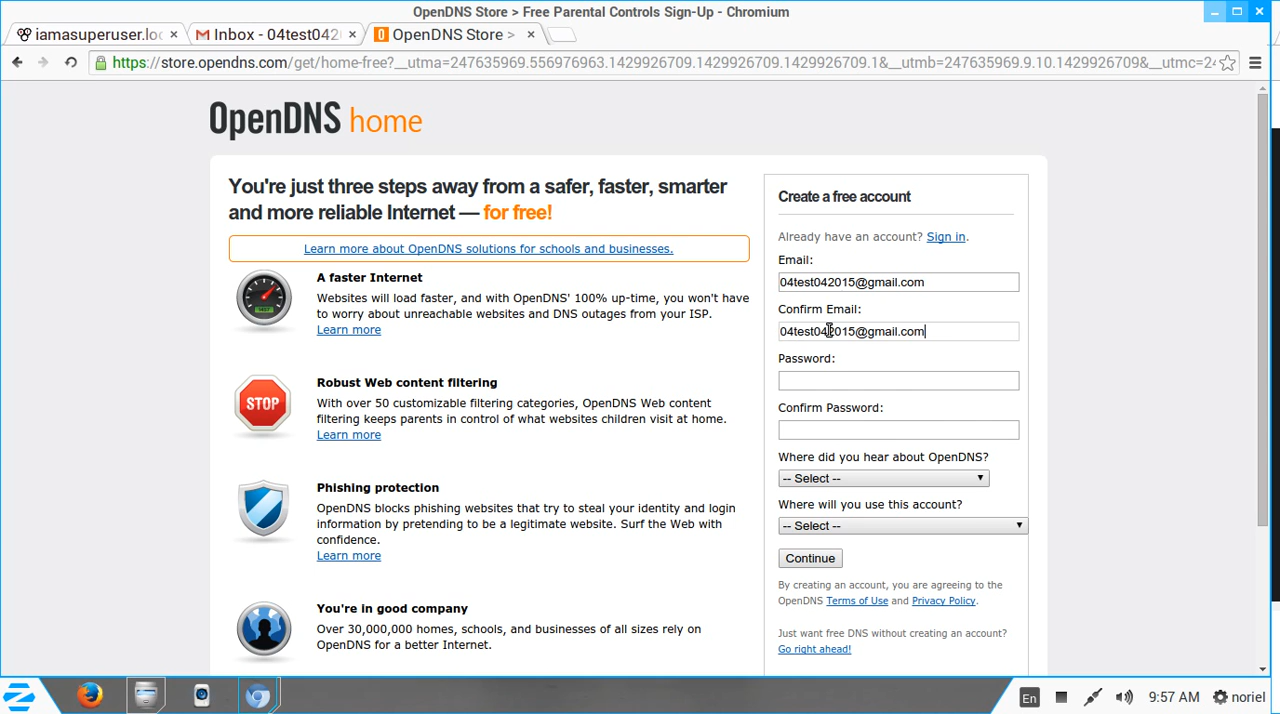 OpenDNS Store > Free Parental Controls Sign-Up - Chromium
iamasuperuser.loc
Inbox - 04test042
OpenDNS Store >
https://store.opendns.com/get/home-free?__utma=247635969.556976963.1429926709.1429926709.1429926709.1&__utmb=247635969.9.10.1429926709&__utmc=24
OpenDNS home
You're just three steps away from a safer, faster, smarter
and more reliable Internet — for free!
Learn more about OpenDNS solutions for schools and businesses.
A faster Internet
Websites will load faster, and with OpenDNS' 100% up-time, you won't have
to worry about unreachable websites and DNS outages from your ISP.
Learn more
STOP
Robust Web content filtering
With over 50 customizable filtering categories, OpenDNS Web content
filtering keeps parents in control of what websites children visit at home.
Learn more
Phishing protection
OpenDNS blocks phishing websites that try to steal your identity and login
information by pretending to be a legitimate website. Surf the Web with
confidence.
Learn more
You're in good company
Over 30,000,000 homes, schools, and businesses of all sizes rely on
OpenDNS for a better Internet.
Create a free account
Already have an account? Sign in.
Email:
04test042015@gmail.com
Confirm Email:
04test042015@gmail.com
Password:
Confirm Password:
Where did you hear about OpenDNS?
-- Select --
Where will you use this account?
-- Select --
Continue
By creating an account, you are agreeing to the
OpenDNS Terms of Use and Privacy Policy.
Just want free DNS without creating an account?
Go right ahead!
En
9:57 AM
noriel